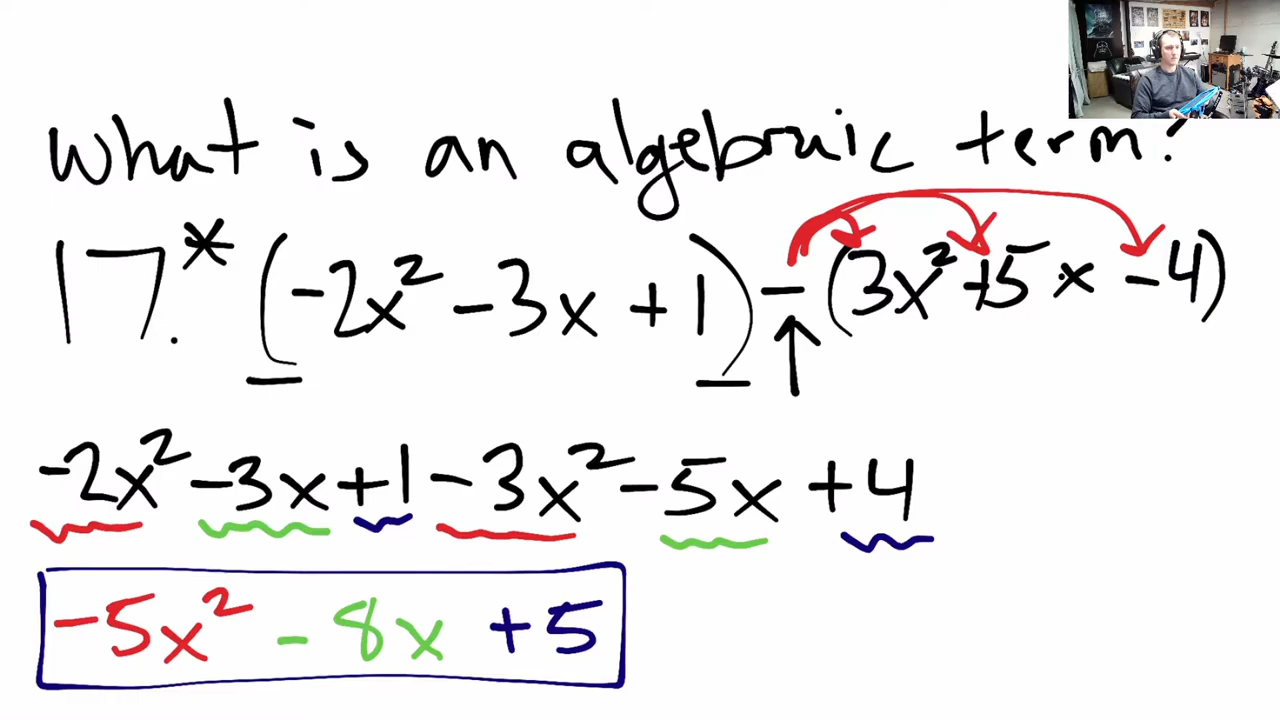 What is an algebraic term?
17.* (-2x² -3x +1) - (3x² +5x -4)
-2x² -3x +1 -3x² -5x +4
-5x² - 8x +5